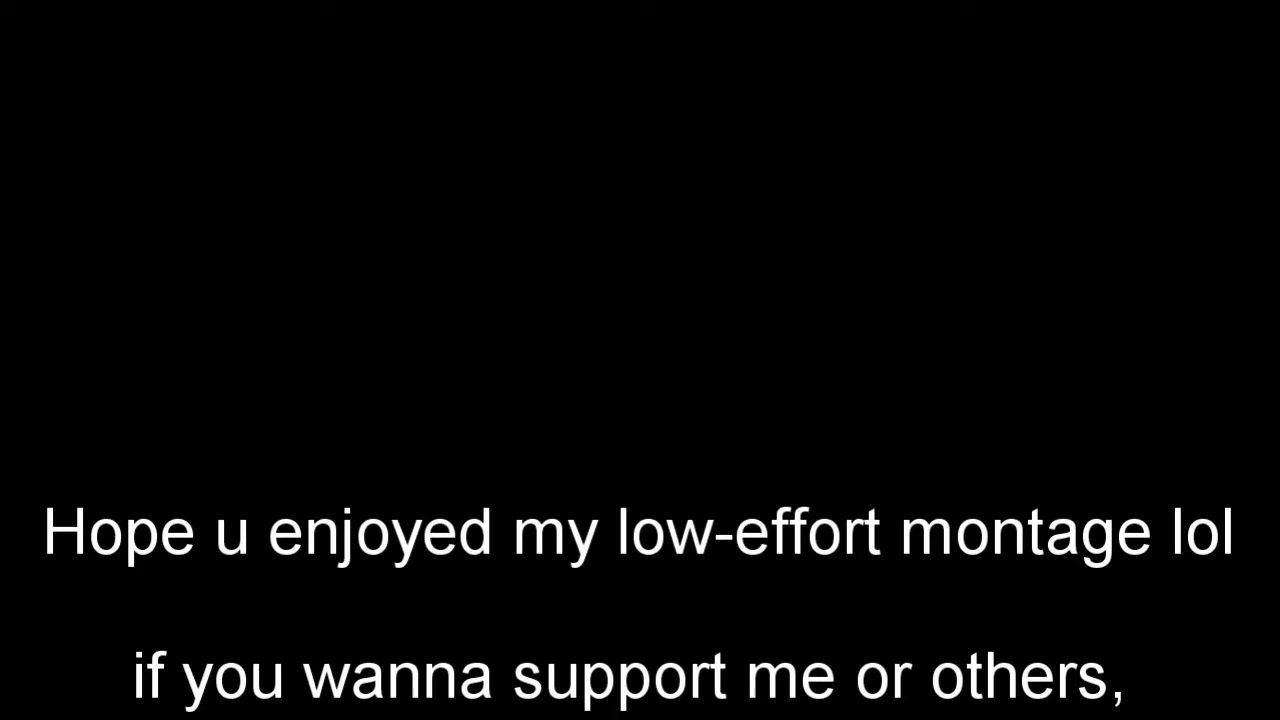 Hope u enjoyed my low-effort montage lol
if you wanna support me or others,